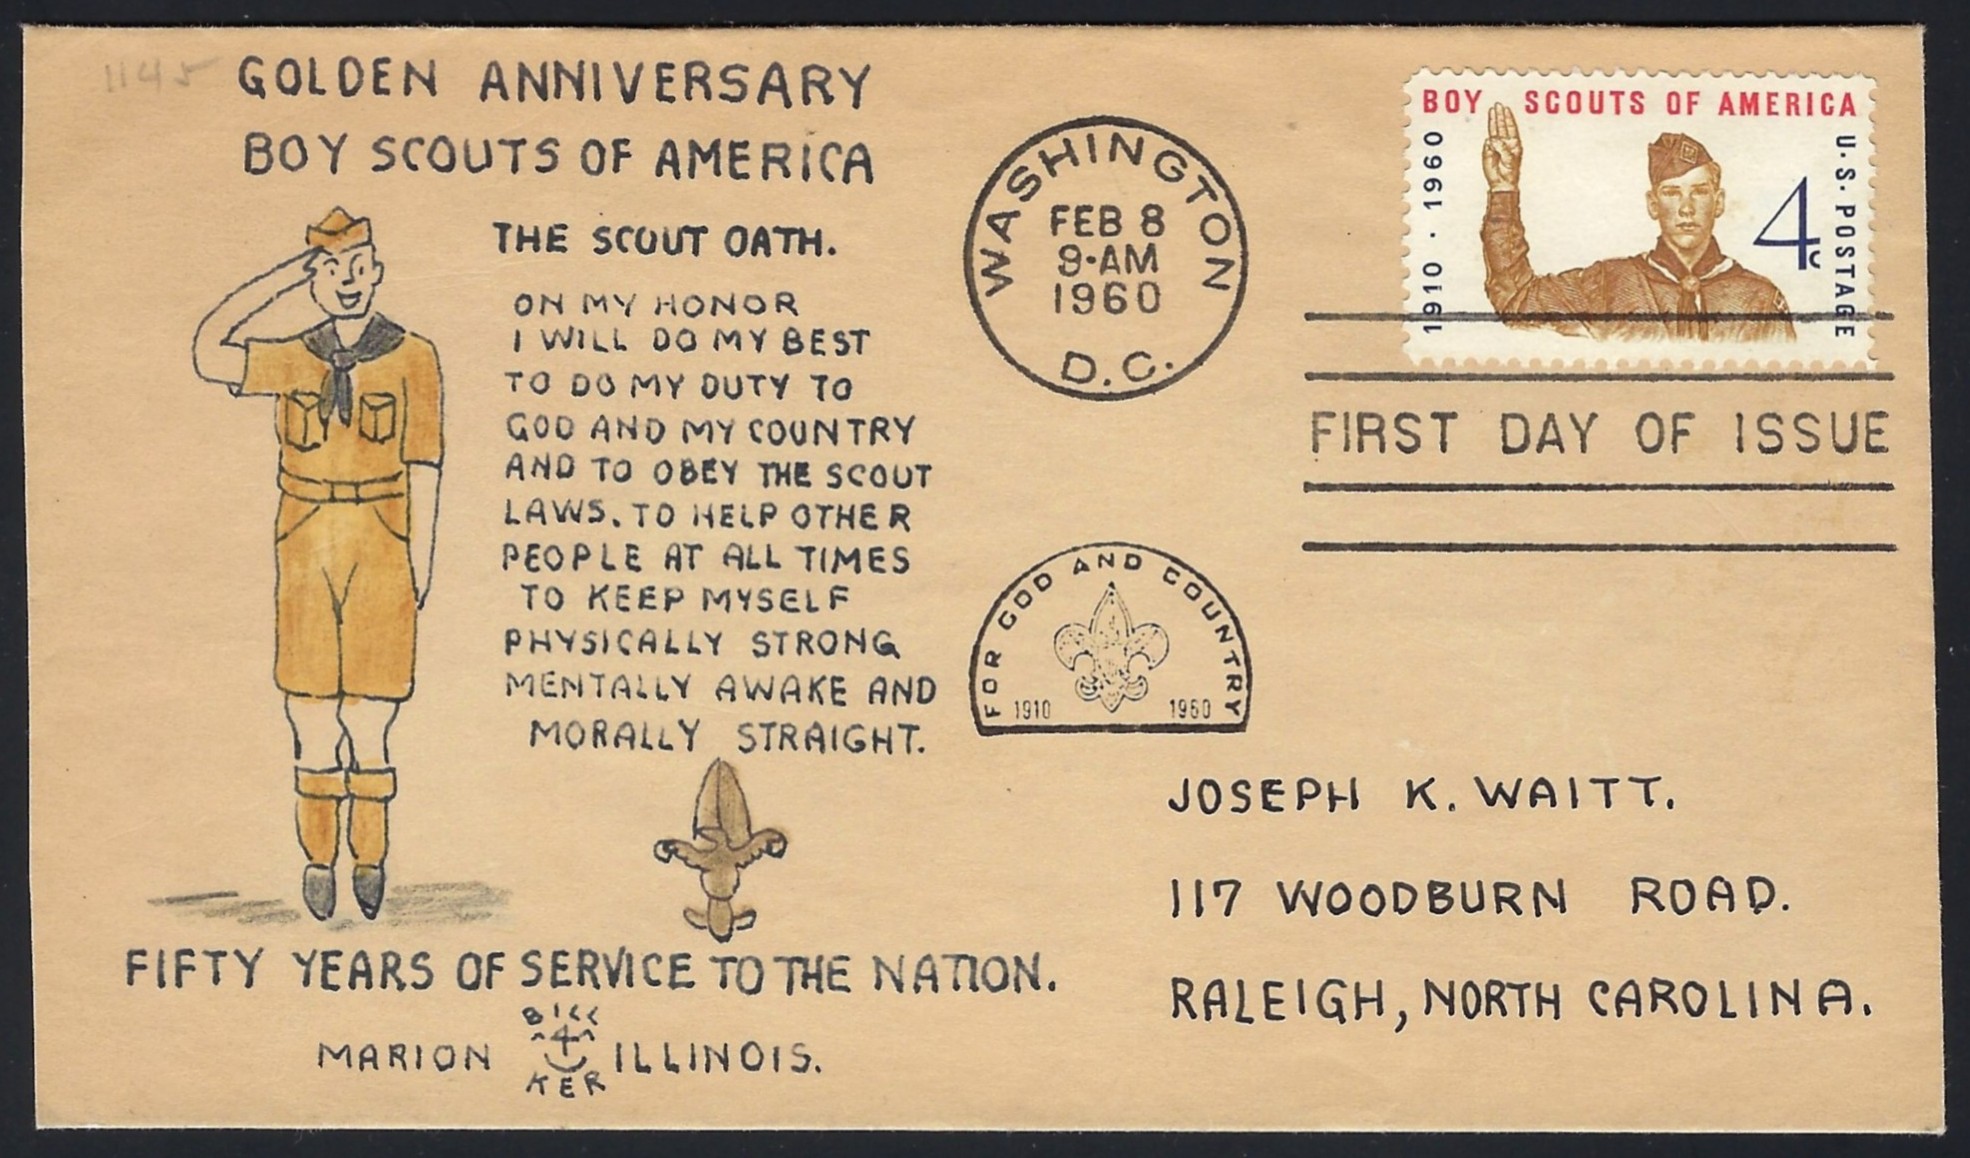 1145
GOLDEN ANNIVERSARY
BOY SCOUTS OF AMERICA
THE SCOUT OATH.
ON MY HONOR
I WILL DO MY BEST
TO DO MY DUTY TO
GOD AND MY COUNTRY
AND TO OBEY THE SCOUT
LAWS. TO HELP OTHER
PEOPLE AT ALL TIMES
TO KEEP MYSELF
PHYSICALLY STRONG
MENTALLY AWAKE AND
MORALLY STRAIGHT.
FIFTY YEARS OF SERVICE TO THE NATION.
MARION ILLINOIS.
KER
WASHINGTON
FEB 8
9-AM
1960
D.C.
FOR GOD AND COUNTRY
1910 1960
BOY SCOUTS OF AMERICA
1910 · 1960
4c
U.S. POSTAGE
FIRST DAY OF ISSUE
JOSEPH K. WAITT.
117 WOODBURN ROAD.
RALEIGH, NORTH CAROLINA.